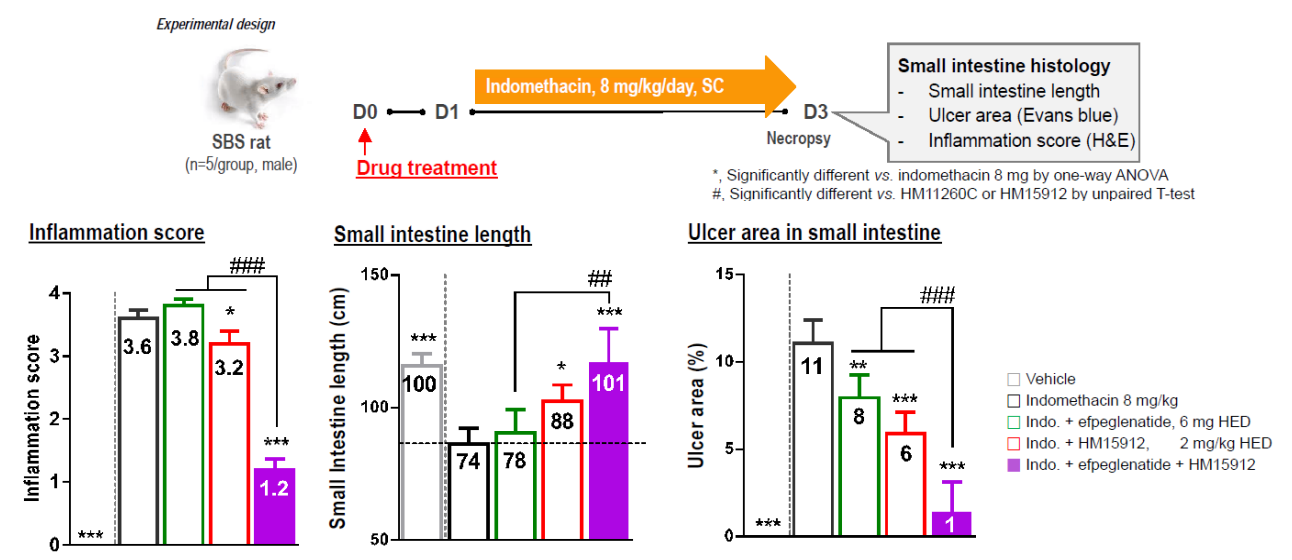 Experimental design
SBS rat
(n=5/group, male)
D0
D1
Indomethacin, 8 mg/kg/day, SC
D3
Necropsy
Drug treatment
Small intestine histology
- Small intestine length
- Ulcer area (Evans blue)
- Inflammation score (H&E)
*, Significantly different vs. indomethacin 8 mg by one-way ANOVA
#, Significantly different vs. HM11260C or HM15912 by unpaired T-test
Inflammation score
Inflammation score
4
3
2
1
0
***
3.6
3.8
*
3.2
###
***
1.2
Small intestine length
Small intestine length (cm)
150
100
50
***
100
74
78
*
88
##
***
101
Ulcer area in small intestine
Ulcer area (%)
15
10
5
0
***
11
**
8
***
6
###
***
1
Vehicle
Indomethacin 8 mg/kg
Indo. + efpeglenatide, 6 mg HED
Indo. + HM15912, 2 mg/kg HED
Indo. + efpeglenatide + HM15912